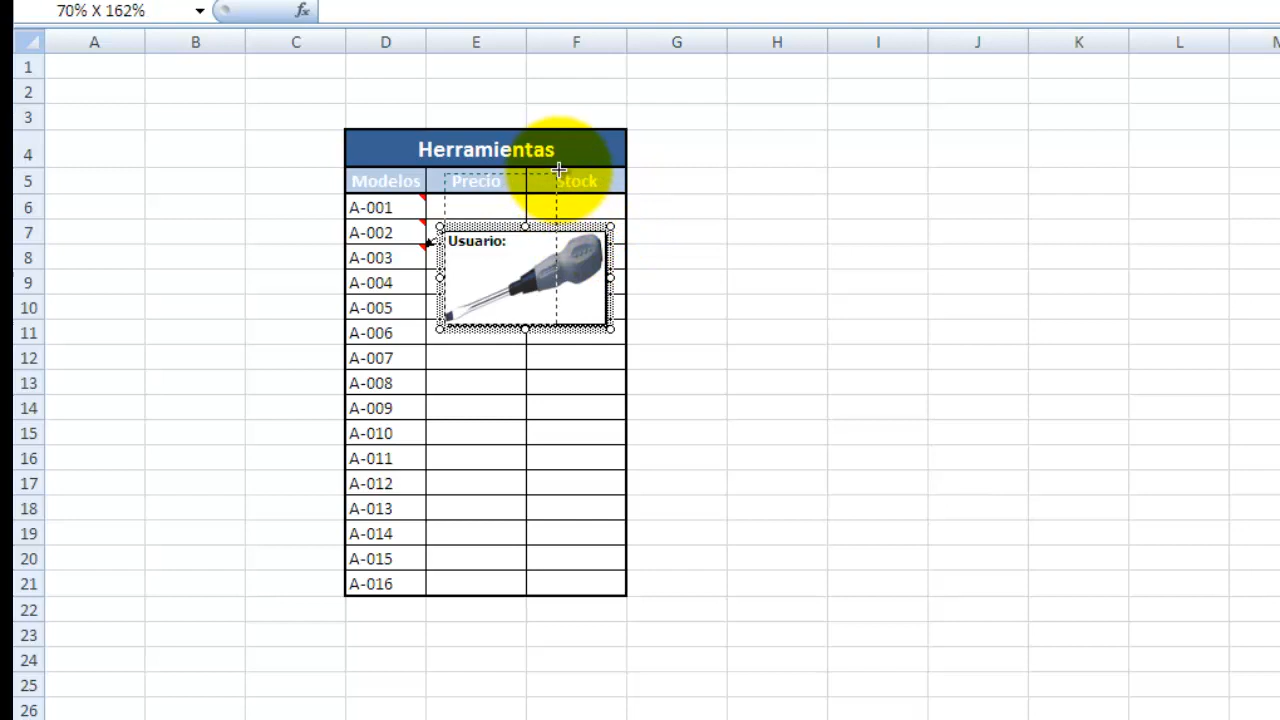 70% X 162%
fx
A B C D E F G H I J K L M
1
2
3
4 Herramientas
5 Modelos Precio Stock
6 A-001
7 A-002
Usuario:
8 A-003
9 A-004
10 A-005
11 A-006
12 A-007
13 A-008
14 A-009
15 A-010
16 A-011
17 A-012
18 A-013
19 A-014
20 A-015
21 A-016
22
23
24
25
26